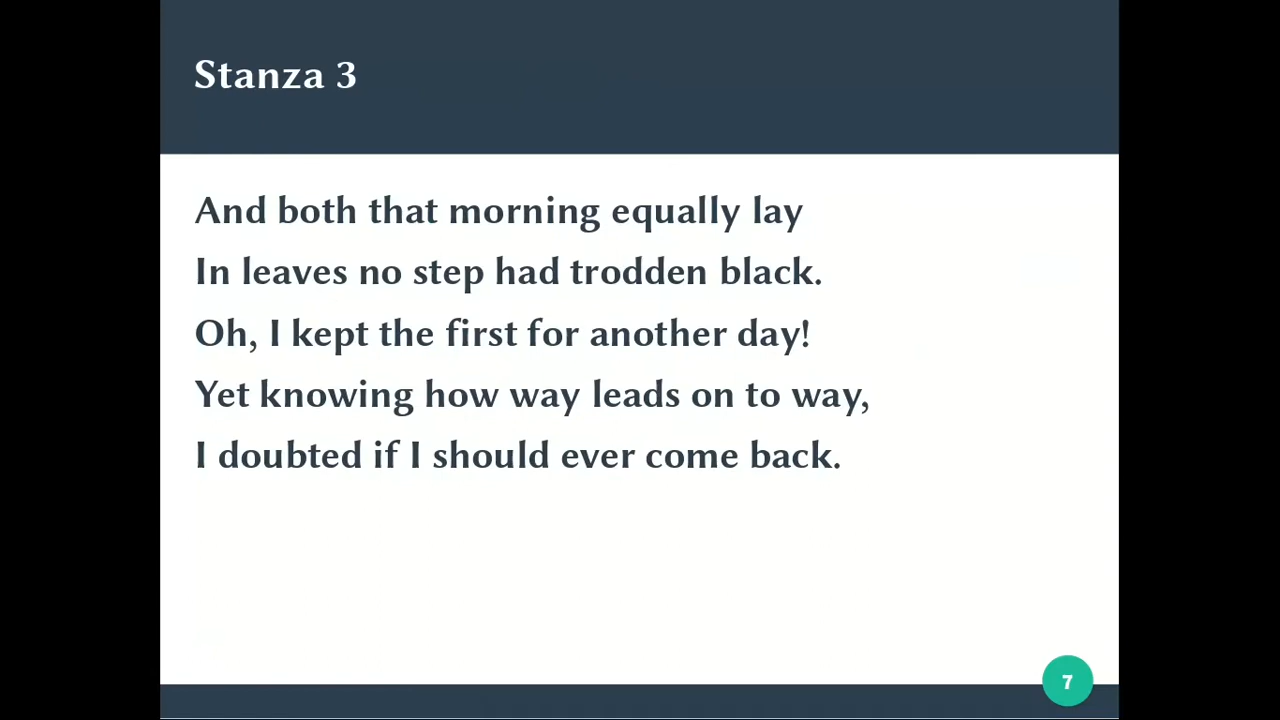 Stanza 3
And both that morning equally lay
In leaves no step had trodden black.
Oh, I kept the first for another day!
Yet knowing how way leads on to way,
I doubted if I should ever come back.
7